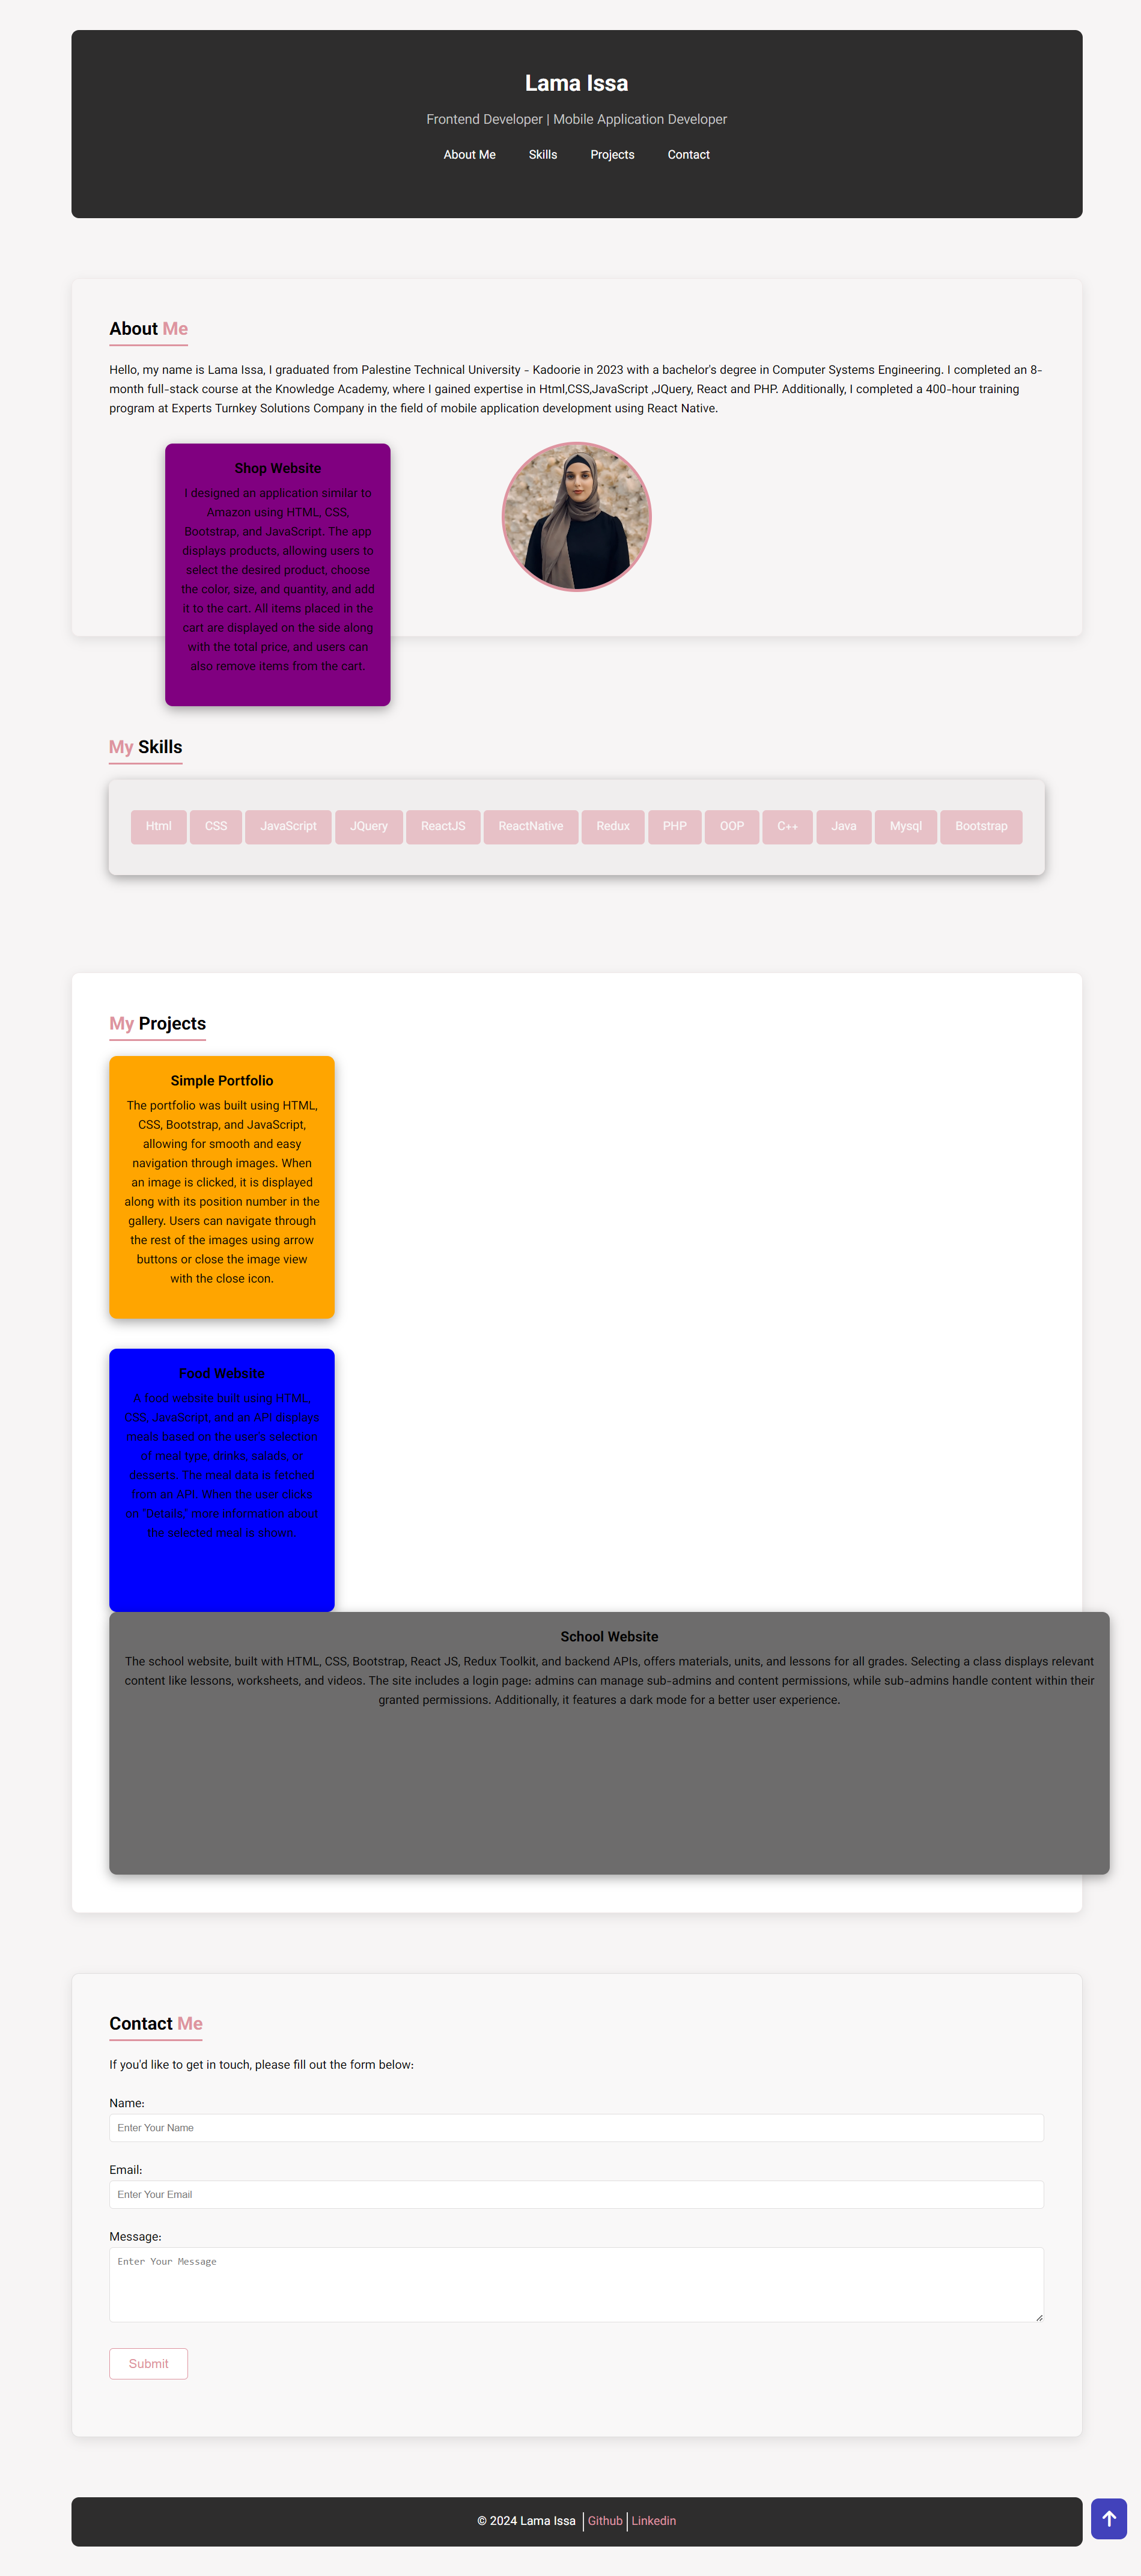 Lama Issa
Frontend Developer | Mobile Application Developer
About Me Skills Projects Contact
About Me
Hello, my name is Lama Issa, I graduated from Palestine Technical University - Kadoorie in 2023 with a bachelor's degree in Computer Systems Engineering. I completed an 8-
month full-stack course at the Knowledge Academy, where I gained expertise in Html,CSS,JavaScript ,JQuery, React and PHP. Additionally, I completed a 400-hour training
program at Experts Turnkey Solutions Company in the field of mobile application development using React Native.
Shop Website
I designed an application similar to
Amazon using HTML, CSS,
Bootstrap, and JavaScript. The app
displays products, allowing users to
select the desired product, choose
the color, size, and quantity, and add
it to the cart. All items placed in the
cart are displayed on the side along
with the total price, and users can
also remove items from the cart.
My Skills
Html CSS JavaScript JQuery ReactJS ReactNative Redux PHP OOP C++ Java Mysql Bootstrap
My Projects
Simple Portfolio
The portfolio was built using HTML,
CSS, Bootstrap, and JavaScript,
allowing for smooth and easy
navigation through images. When
an image is clicked, it is displayed
along with its position number in the
gallery. Users can navigate through
the rest of the images using arrow
buttons or close the image view
with the close icon.
Food Website
A food website built using HTML,
CSS, JavaScript, and an API displays
meals based on the user's selection
of meal type, drinks, salads, or
desserts. The meal data is fetched
from an API. When the user clicks
on "Details," more information about
the selected meal is shown.
School Website
The school website, built with HTML, CSS, Bootstrap, React JS, Redux Toolkit, and backend APIs, offers materials, units, and lessons for all grades. Selecting a class displays relevant
content like lessons, worksheets, and videos. The site includes a login page: admins can manage sub-admins and content permissions, while sub-admins handle content within their
granted permissions. Additionally, it features a dark mode for a better user experience.
Contact Me
If you'd like to get in touch, please fill out the form below:
Name:
Enter Your Name
Email:
Enter Your Email
Message:
Enter Your Message
Submit
© 2024 Lama Issa | Github | Linkedin